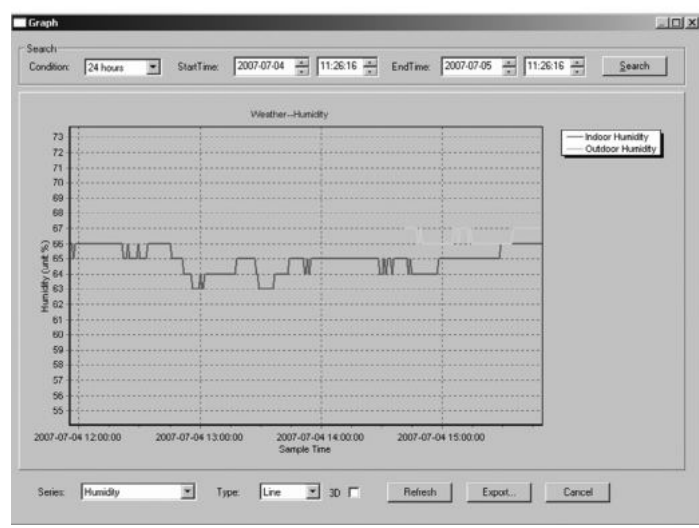 Graph
Search
Condition: 24 hours StartTime: 2007-07-04 11:26:16 EndTime: 2007-07-05 11:26:16 Search
Weather--Humidity
Indoor Humidity
Outdoor Humidity
73
72
71
70
69
68
67
66
65
64
63
62
61
60
59
58
57
56
55
Humidity (unit %)
2007-07-04 12:00:00 2007-07-04 13:00:00 2007-07-04 14:00:00 2007-07-04 15:00:00
Sample Time
Series: Humidity Type: Line 3D Refresh Export... Cancel